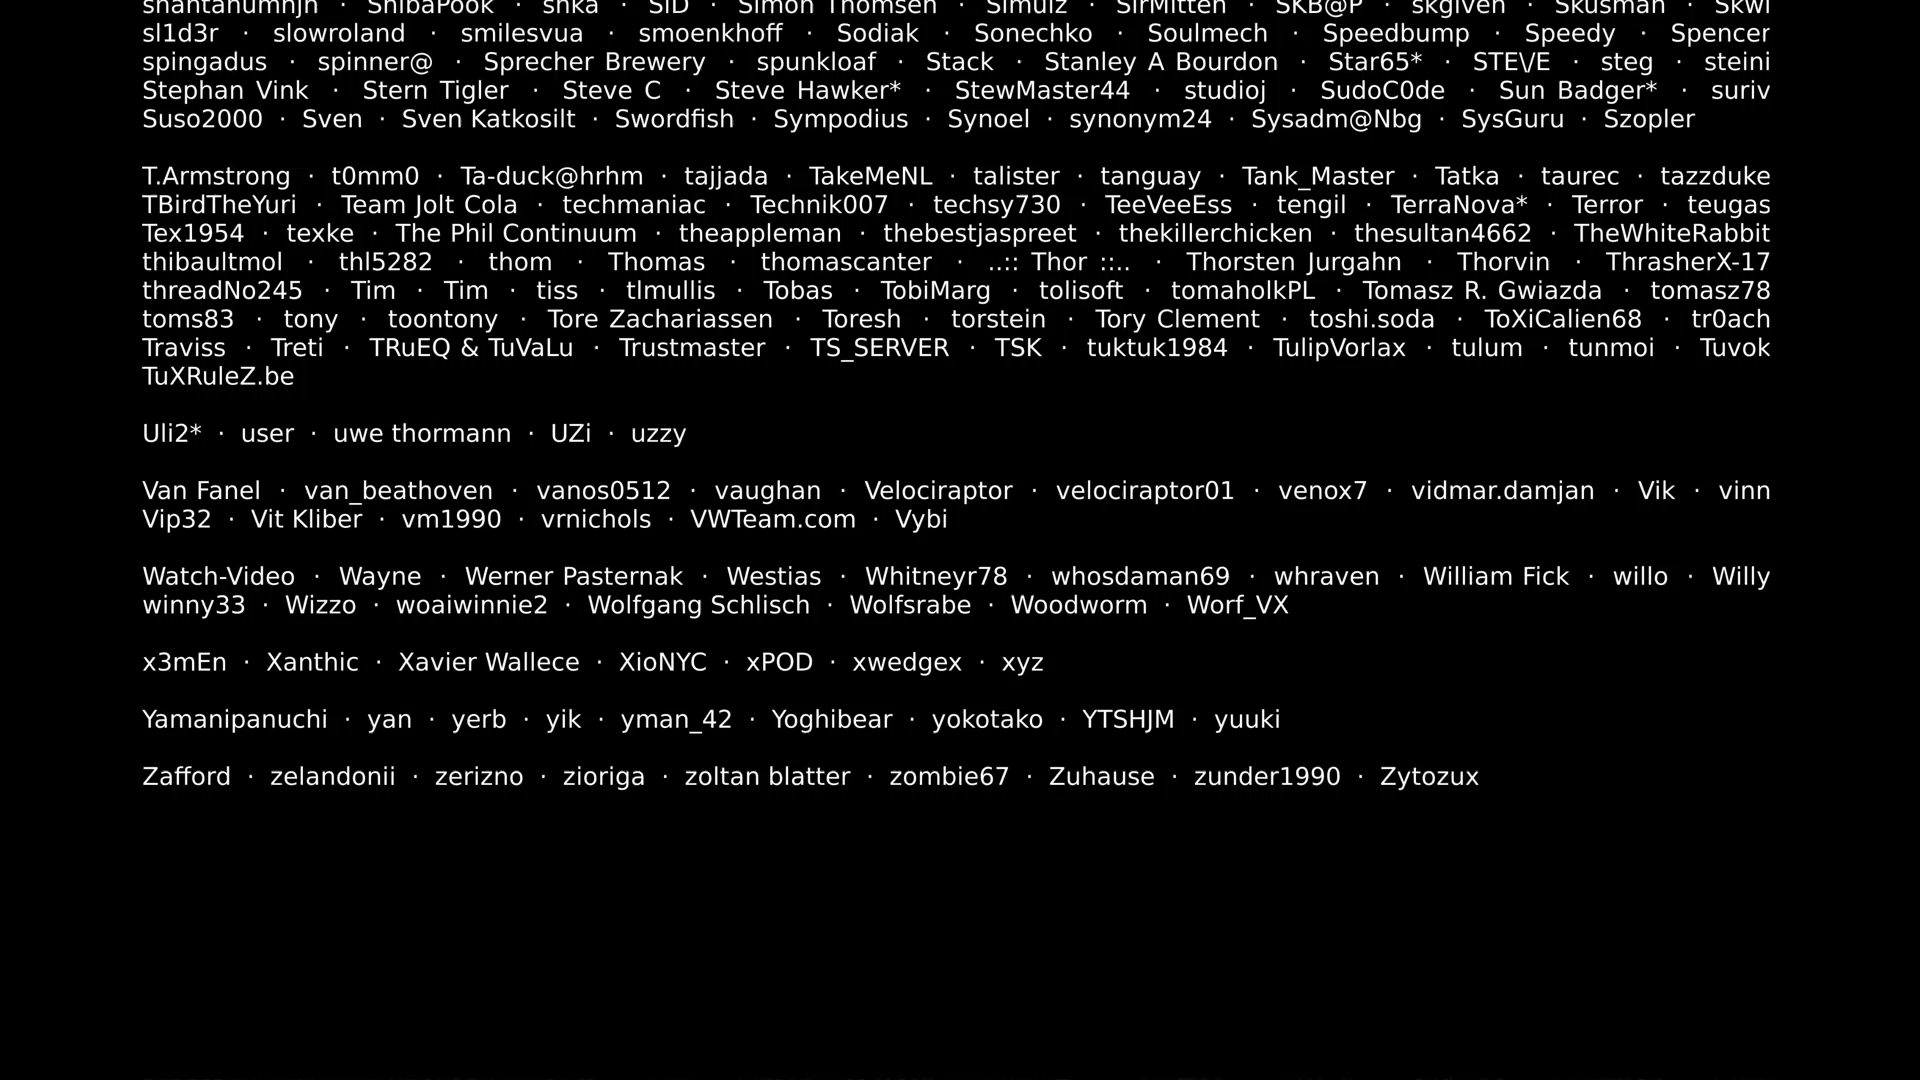 shantanumnjn · ShibaPook · shka · SID · Simon Thomsen · Simulz · SirMitten · SKB@P · skgiven · Skusman · Skwi
sl1d3r · slowroland · smilesvua · smoenkhoff · Sodiak · Sonechko · Soulmech · Speedbump · Speedy · Spencer
spingadus · spinner@ · Sprecher Brewery · spunkloaf · Stack · Stanley A Bourdon · Star65* · STE\/E · steg · steini
Stephan Vink · Stern Tigler · Steve C · Steve Hawker* · StewMaster44 · studioj · SudoC0de · Sun Badger* · suriv
Suso2000 · Sven · Sven Katkosilt · Swordfish · Sympodius · Synoel · synonym24 · Sysadm@Nbg · SysGuru · Szopler
T.Armstrong · t0mm0 · Ta-duck@hrhm · tajjada · TakeMeNL · talister · tanguay · Tank_Master · Tatka · taurec · tazzduke
TBirdTheYuri · Team Jolt Cola · techmaniac · Technik007 · techsy730 · TeeVeeEss · tengil · TerraNova* · Terror · teugas
Tex1954 · texke · The Phil Continuum · theappleman · thebestjaspreet · thekillerchicken · thesultan4662 · TheWhiteRabbit
thibaultmol · thl5282 · thom · Thomas · thomascanter · ..:: Thor ::.. · Thorsten Jurgahn · Thorvin · ThrasherX-17
threadNo245 · Tim · Tim · tiss · tlmullis · Tobas · TobiMarg · tolisoft · tomaholkPL · Tomasz R. Gwiazda · tomasz78
toms83 · tony · toontony · Tore Zachariassen · Toresh · torstein · Tory Clement · toshi.soda · ToXiCalien68 · tr0ach
Traviss · Treti · TRuEQ & TuVaLu · Trustmaster · TS_SERVER · TSK · tuktuk1984 · TulipVorlax · tulum · tunmoi · Tuvok
TuXRuleZ.be
Uli2* · user · uwe thormann · UZi · uzzy
Van Fanel · van_beathoven · vanos0512 · vaughan · Velociraptor · velociraptor01 · venox7 · vidmar.damjan · Vik · vinn
Vip32 · Vit Kliber · vm1990 · vrnichols · VWTeam.com · Vybi
Watch-Video · Wayne · Werner Pasternak · Westias · Whitneyr78 · whosdaman69 · whraven · William Fick · willo · Willy
winny33 · Wizzo · woaiwinnie2 · Wolfgang Schlisch · Wolfsrabe · Woodworm · Worf_VX
x3mEn · Xanthic · Xavier Wallece · XioNYC · xPOD · xwedgex · xyz
Yamanipanuchi · yan · yerb · yik · yman_42 · Yoghibear · yokotako · YTSHJM · yuuki
Zafford · zelandonii · zerizno · zioriga · zoltan blatter · zombie67 · Zuhause · zunder1990 · Zytozux